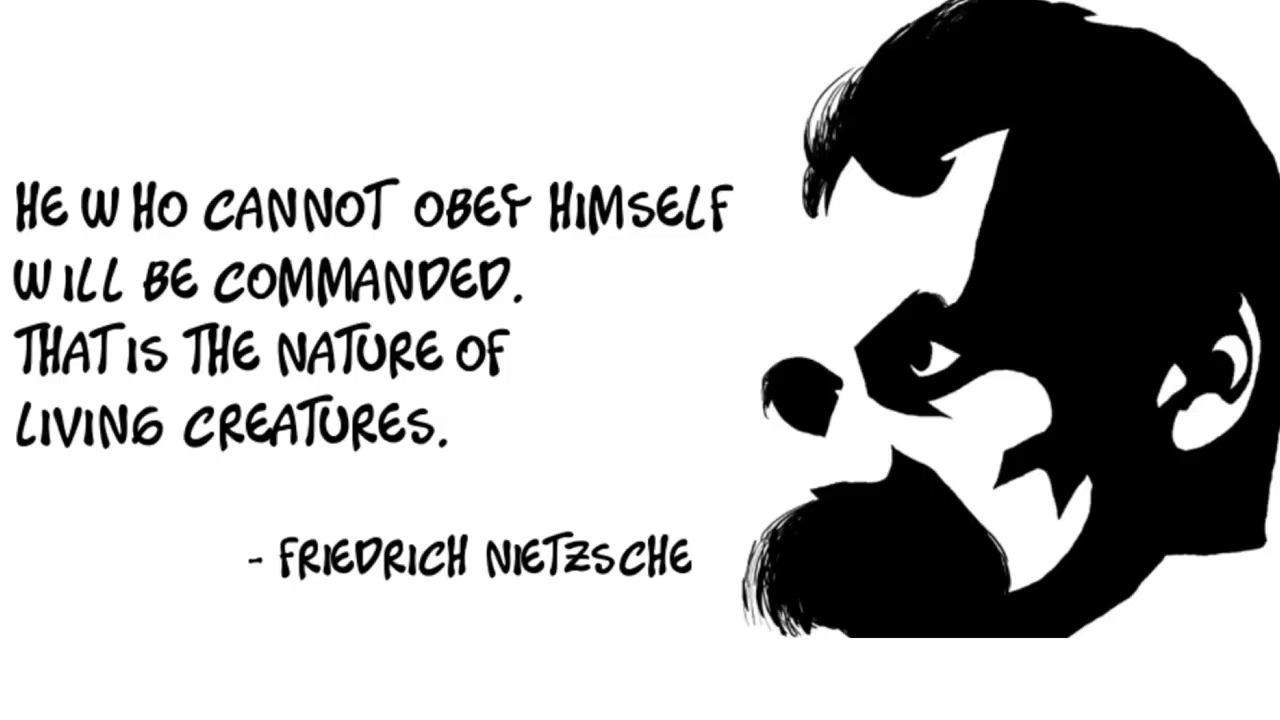 HE WHO CANNOT OBEY HIMSELF
WILL BE COMMANDED.
THAT IS THE NATURE OF
LIVING CREATURES.
- FRIEDRICH NIETZSCHE